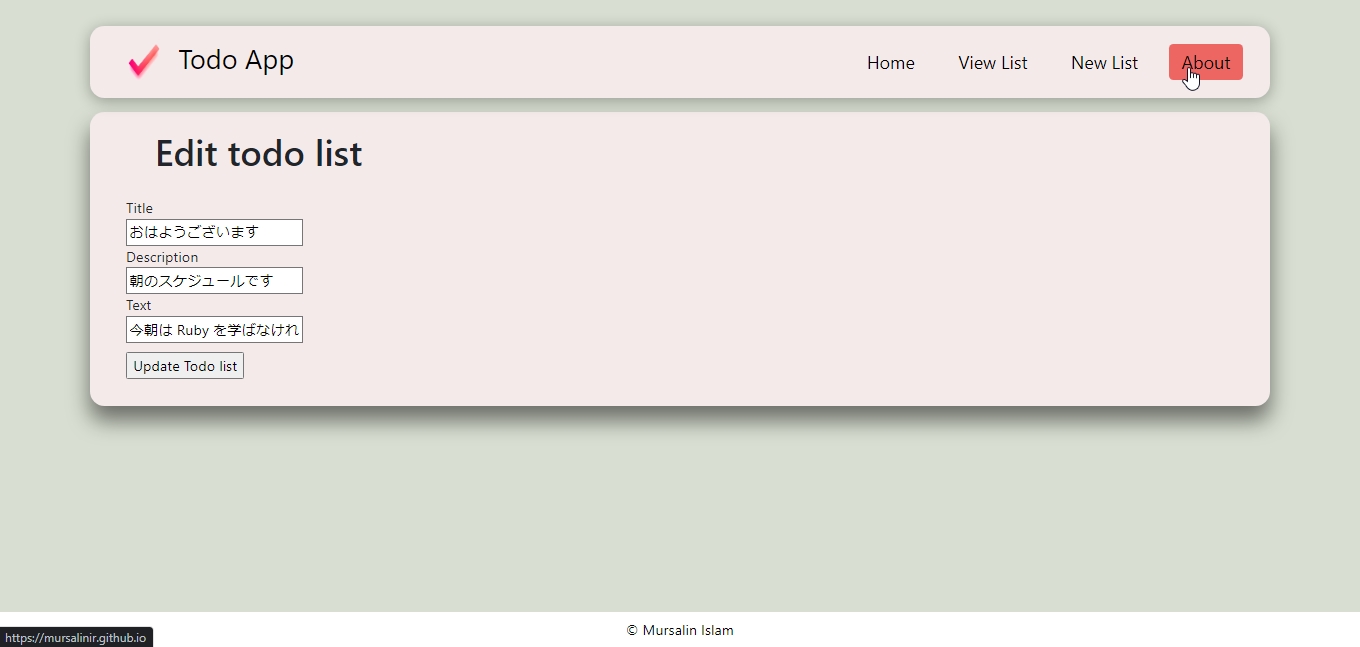 Todo App
Home
View List
New List
About
Edit todo list
Title
おはようございます
Description
朝のスケジュールです
Text
今朝は Ruby を学ばなけれ
Update Todo list
© Mursalin Islam
https://mursalinir.github.io